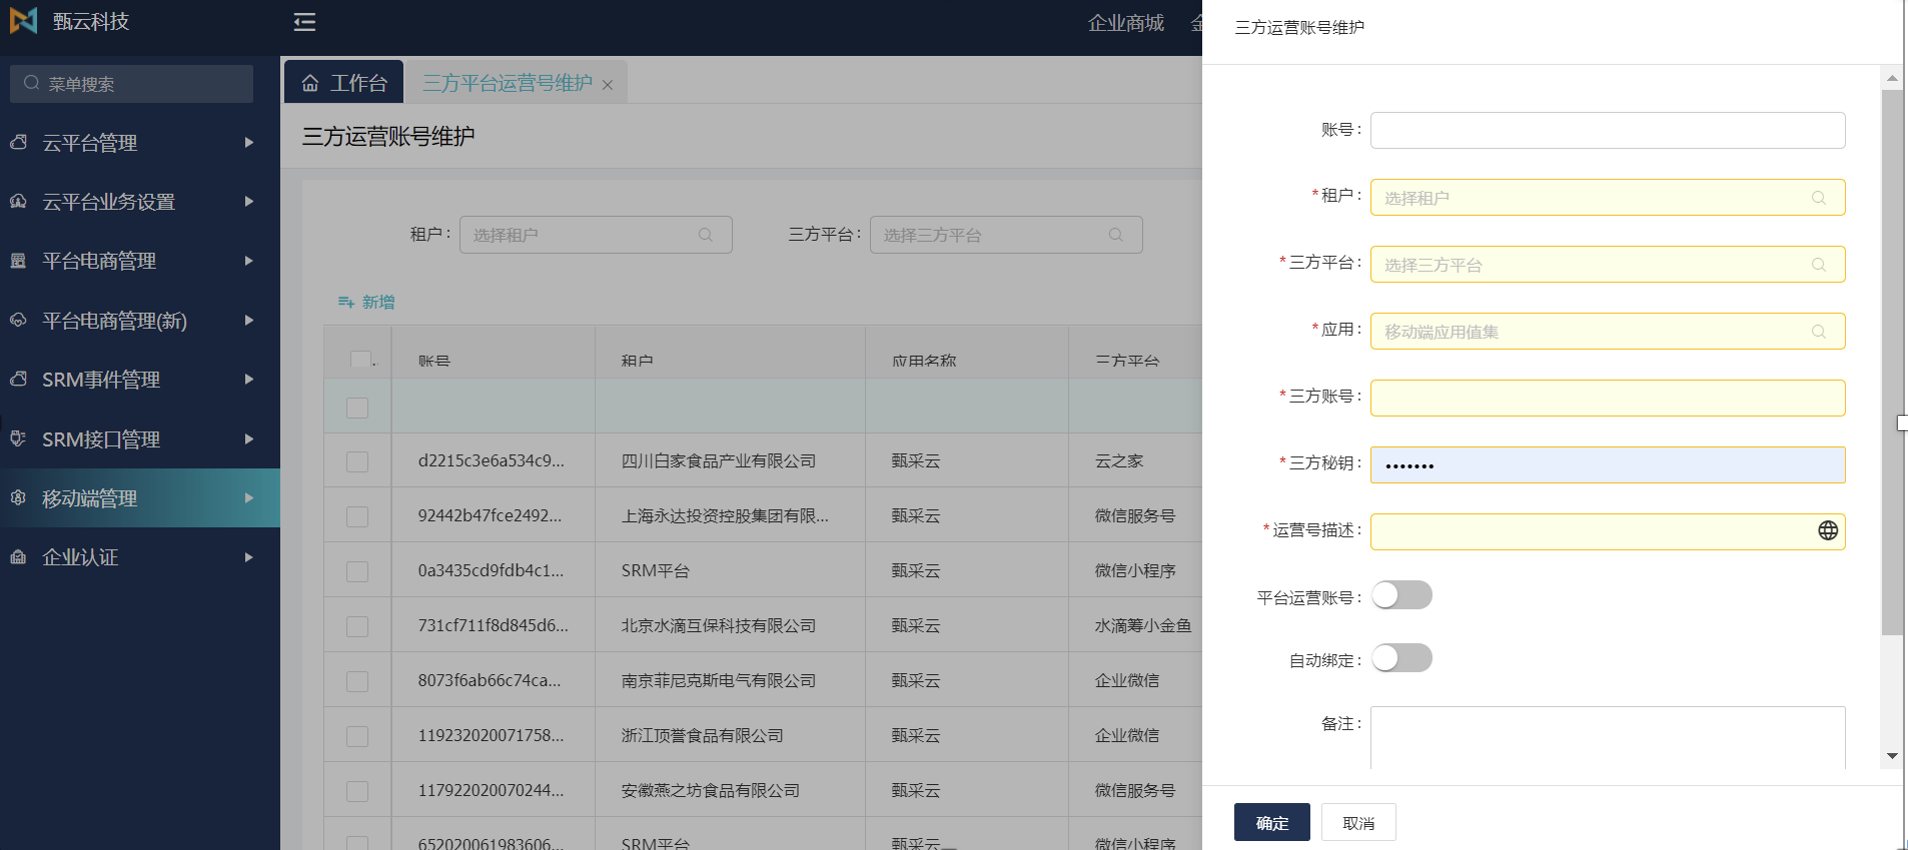 甄云科技
企业商城
菜单搜索
云平台管理
云平台业务设置
平台电商管理
平台电商管理(新)
SRM事件管理
SRM接口管理
移动端管理
企业认证
工作台
三方平台运营号维护
三方运营账号维护
租户: 选择租户 三方平台: 选择三方平台
新增
账号 租户 应用名称 三方平台
d2215c3e6a534c9... 四川白家食品产业有限公司 甄采云 云之家
92442b47fce2492... 上海永达投资控股集团有限... 甄采云 微信服务号
0a3435cd9fdb4c1... SRM平台 甄采云 微信小程序
731cf711f8d845d6... 北京水滴互保科技有限公司 甄采云 水滴筹小金鱼
8073f6ab66c74ca... 南京菲尼克斯电气有限公司 甄采云 企业微信
119232020071758... 浙江顶誉食品有限公司 甄采云 企业微信
117922020070244... 安徽燕之坊食品有限公司 甄采云 微信服务号
652020061983606... SRM平台 甄采云 微信小程序
三方运营账号维护
账号:
*租户: 选择租户
*三方平台: 选择三方平台
*应用: 移动端应用值集
*三方账号:
*三方秘钥: •••••••
*运营号描述:
平台运营账号:
自动绑定:
备注:
确定 取消